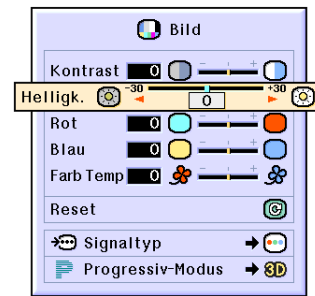 Bild
Kontrast 0 - +
Helligk. -30 0 +30
Rot 0 - +
Blau 0 - +
Farb Temp 0 - +
Reset
Signaltyp
Progressiv-Modus 3D